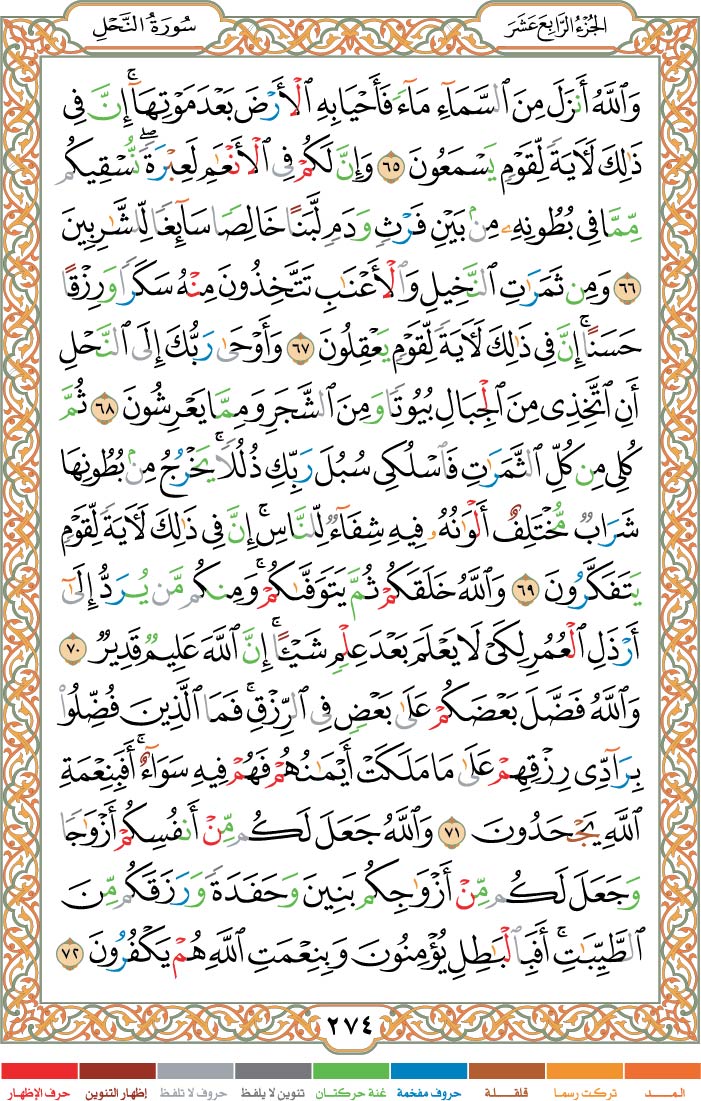 الجُزْءُ الرَّابِعَ عَشَرَ
سُورَةُ النَّحْلِ
وَٱللَّهُ أَنزَلَ مِنَ ٱلسَّمَآءِ مَآءً فَأَحْيَا بِهِ ٱلْأَرْضَ بَعْدَ مَوْتِهَآ ۚ إِنَّ فِى
ذَٰلِكَ لَأٓيَةً لِّقَوْمٍ يَسْمَعُونَ ٦٥ وَإِنَّ لَكُمْ فِى ٱلْأَنْعَٰمِ لَعِبْرَةً ۖ نُّسْقِيكُم
مِّمَّا فِى بُطُونِهِۦ مِنۢ بَيْنِ فَرْثٍ وَدَمٍ لَّبَنًا خَالِصًا سَآئِغًا لِّلشَّٰرِبِينَ
٦٦ وَمِن ثَمَرَٰتِ ٱلنَّخِيلِ وَٱلْأَعْنَٰبِ تَتَّخِذُونَ مِنْهُ سَكَرًا وَرِزْقًا
حَسَنًا ۗ إِنَّ فِى ذَٰلِكَ لَأٓيَةً لِّقَوْمٍ يَعْقِلُونَ ٦٧ وَأَوْحَىٰ رَبُّكَ إِلَى ٱلنَّحْلِ
أَنِ ٱتَّخِذِى مِنَ ٱلْجِبَالِ بُيُوتًا وَمِنَ ٱلشَّجَرِ وَمِمَّا يَعْرِشُونَ ٦٨ ثُمَّ
كُلِى مِن كُلِّ ٱلثَّمَرَٰتِ فَٱسْلُكِى سُبُلَ رَبِّكِ ذُلُلًا ۚ يَخْرُجُ مِنۢ بُطُونِهَا
شَرَابٌ مُّخْتَلِفٌ أَلْوَٰنُهُۥ فِيهِ شِفَآءٌ لِّلنَّاسِ ۗ إِنَّ فِى ذَٰلِكَ لَأٓيَةً لِّقَوْمٍ
يَتَفَكَّرُونَ ٦٩ وَٱللَّهُ خَلَقَكُمْ ثُمَّ يَتَوَفَّىٰكُمْ ۚ وَمِنكُم مَّن يُرَدُّ إِلَىٰٓ
أَرْذَلِ ٱلْعُمُرِ لِكَىْ لَا يَعْلَمَ بَعْدَ عِلْمٍ شَيْـًٔا ۚ إِنَّ ٱللَّهَ عَلِيمٌ قَدِيرٌ ٧٠
وَٱللَّهُ فَضَّلَ بَعْضَكُمْ عَلَىٰ بَعْضٍ فِى ٱلرِّزْقِ ۚ فَمَا ٱلَّذِينَ فُضِّلُوا۟
بِرَآدِّى رِزْقِهِمْ عَلَىٰ مَا مَلَكَتْ أَيْمَٰنُهُمْ فَهُمْ فِيهِ سَوَآءٌ ۚ أَفَبِنِعْمَةِ
ٱللَّهِ يَجْحَدُونَ ٧١ وَٱللَّهُ جَعَلَ لَكُم مِّنْ أَنفُسِكُمْ أَزْوَٰجًا
وَجَعَلَ لَكُم مِّنْ أَزْوَٰجِكُم بَنِينَ وَحَفَدَةً وَرَزَقَكُم مِّنَ
ٱلطَّيِّبَٰتِ ۚ أَفَبِٱلْبَٰطِلِ يُؤْمِنُونَ وَبِنِعْمَتِ ٱللَّهِ هُمْ يَكْفُرُونَ ٧٢
٢٧٤
المــــد تركت رسما قلقلة حروف مفخمة غنة حركتان تنوين لا يلفظ حروف لا تلفظ إظهار التنوين حرف الإظهار